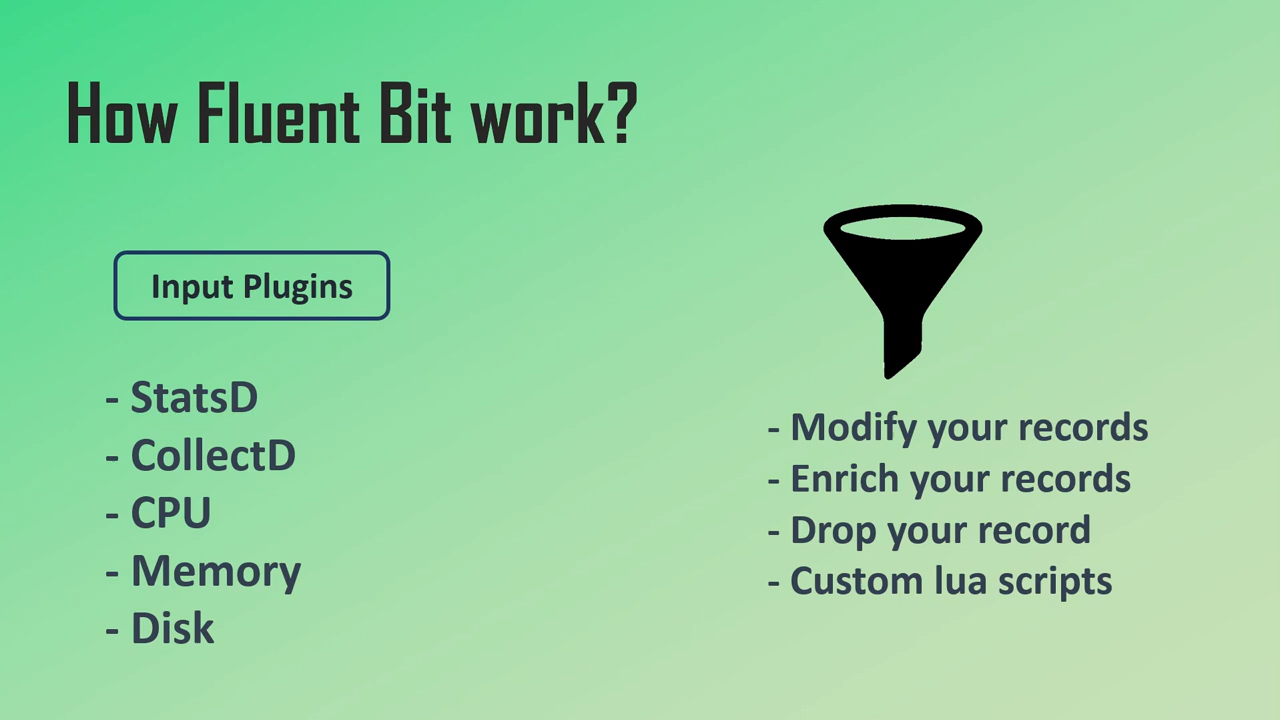 How Fluent Bit work?
Input Plugins
- StatsD
- CollectD
- CPU
- Memory
- Disk
- Modify your records
- Enrich your records
- Drop your record
- Custom lua scripts